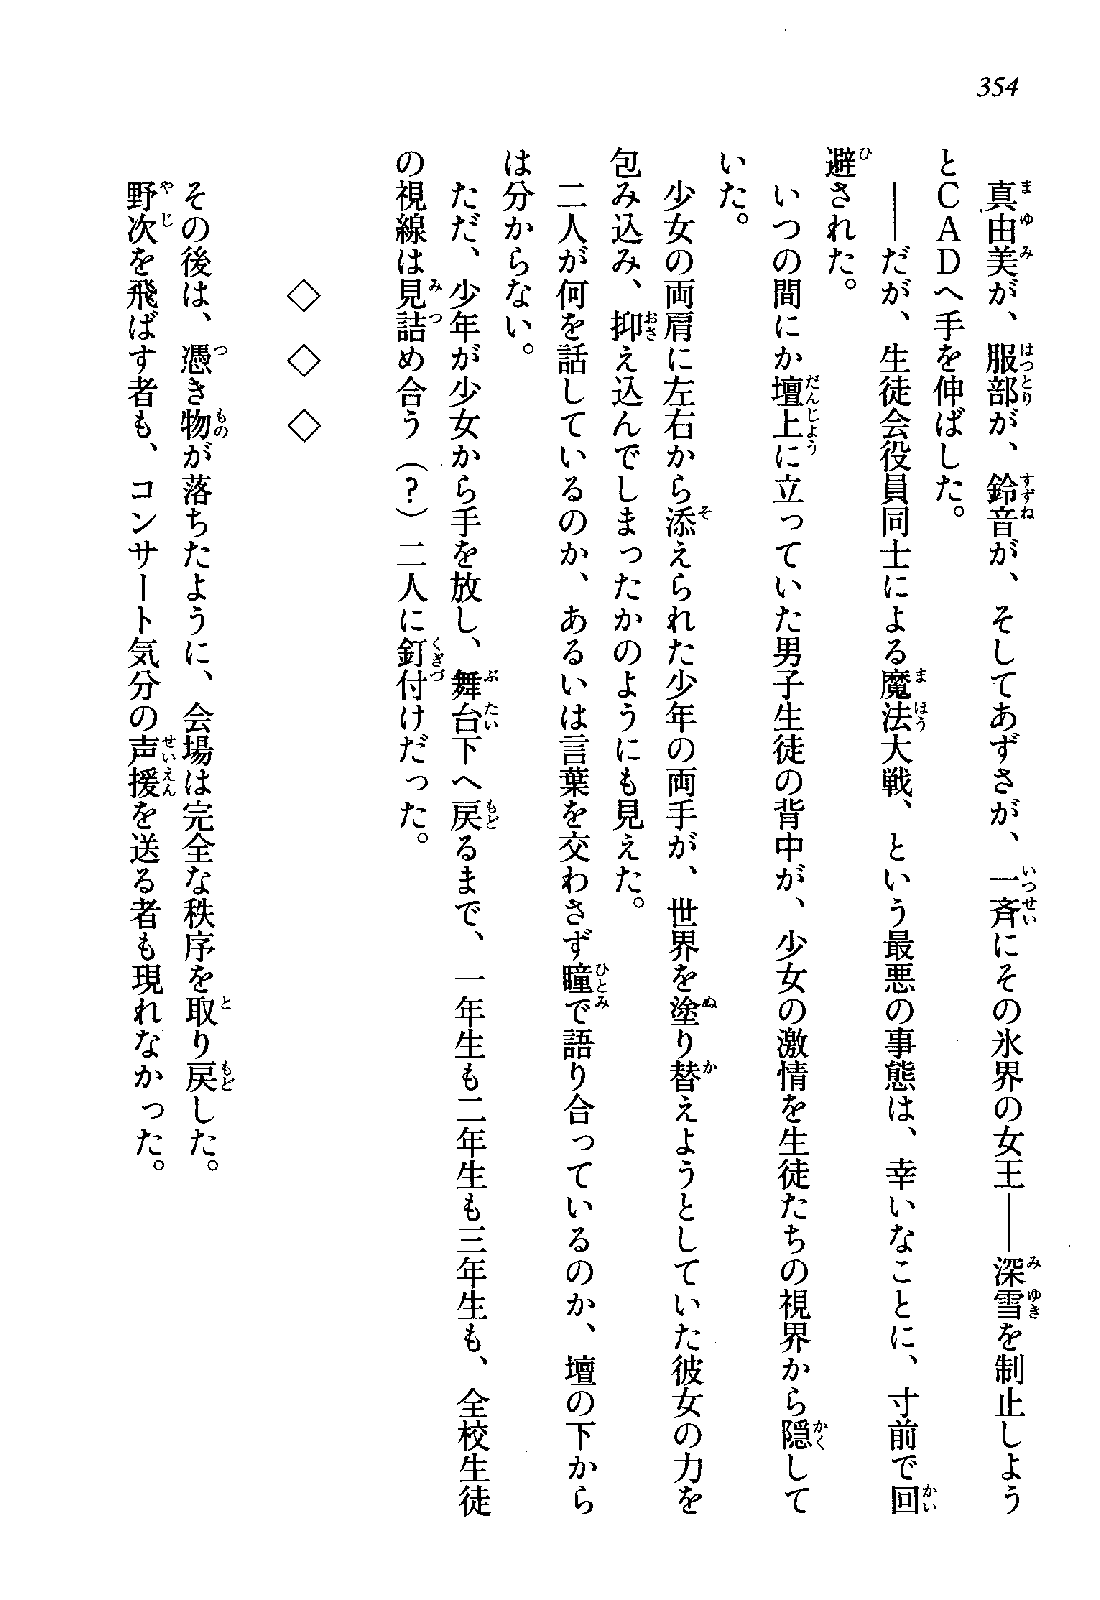 354
真由美が、服部が、鈴音が、そしてあずさが、一斉にその氷界の女王——深雪を制止しよう
とＣＡＤへ手を伸ばした。
——だが、生徒会役員同士による魔法大戦、という最悪の事態は、幸いなことに、寸前で回
避された。
いつの間にか壇上に立っていた男子生徒の背中が、少女の激情を生徒たちの視界から隠して
いた。
少女の両肩に左右から添えられた少年の両手が、世界を塗り替えようとしていた彼女の力を
包み込み、抑え込んでしまったかのようにも見えた。
二人が何を話しているのか、あるいは言葉を交わさず瞳で語り合っているのか、壇の下から
は分からない。
ただ、少年が少女から手を放し、舞台下へ戻るまで、一年生も二年生も三年生も、全校生徒
の視線は見詰め合う（？）二人に釘付けだった。
◇　◇　◇
その後は、憑き物が落ちたように、会場は完全な秩序を取り戻した。
野次を飛ばす者も、コンサート気分の声援を送る者も現れなかった。